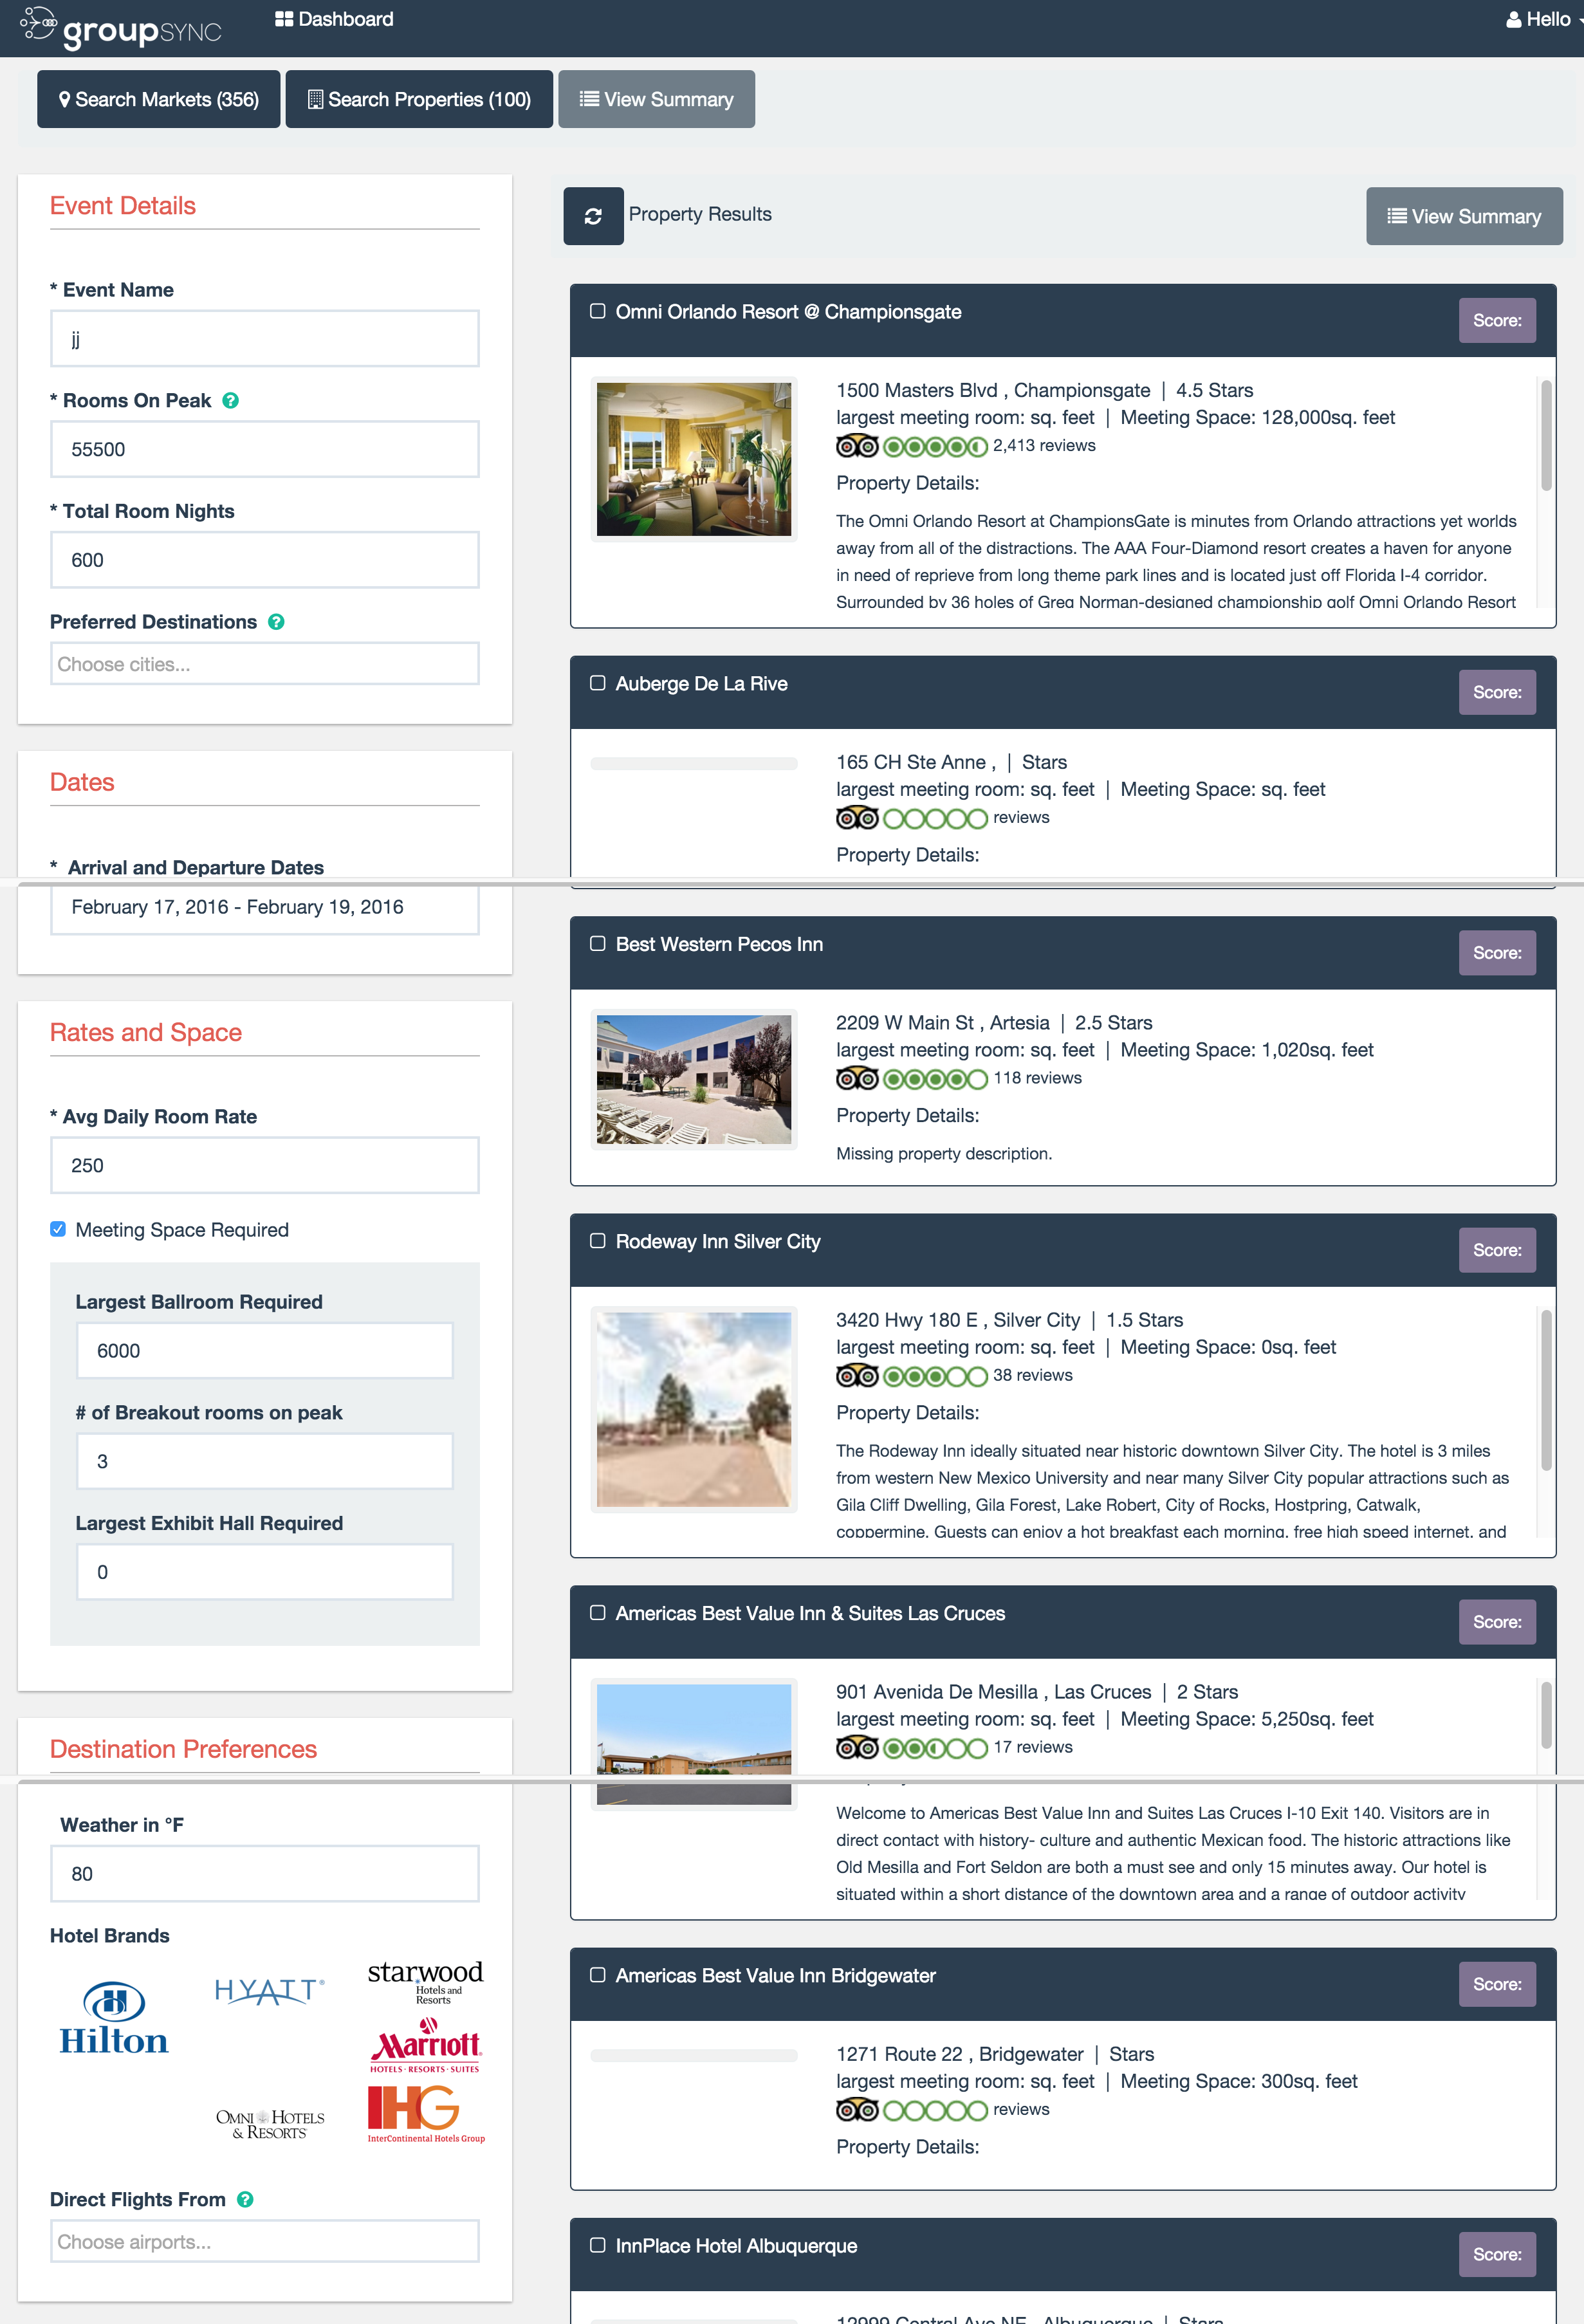 groupSYNC
Dashboard
Hello
Search Markets (356)
Search Properties (100)
View Summary
Event Details
* Event Name
jj
* Rooms On Peak
55500
* Total Room Nights
600
Preferred Destinations
Choose cities...
Dates
* Arrival and Departure Dates
February 17, 2016 - February 19, 2016
Rates and Space
* Avg Daily Room Rate
250
Meeting Space Required
Largest Ballroom Required
6000
# of Breakout rooms on peak
3
Largest Exhibit Hall Required
0
Destination Preferences
Weather in °F
80
Hotel Brands
Hilton
HYATT
starwood
Hotels and
Resorts
Marriott
HOTELS · RESORTS · SUITES
OMNI HOTELS
& RESORTS
IHG
InterContinental Hotels Group
Direct Flights From
Choose airports...
Property Results
View Summary
Omni Orlando Resort @ Championsgate
Score:
1500 Masters Blvd , Championsgate | 4.5 Stars
largest meeting room: sq. feet | Meeting Space: 128,000sq. feet
2,413 reviews
Property Details:
The Omni Orlando Resort at ChampionsGate is minutes from Orlando attractions yet worlds
away from all of the distractions. The AAA Four-Diamond resort creates a haven for anyone
in need of reprieve from long theme park lines and is located just off Florida I-4 corridor.
Surrounded by 36 holes of Greg Norman-designed championship golf Omni Orlando Resort
Auberge De La Rive
Score:
165 CH Ste Anne , | Stars
largest meeting room: sq. feet | Meeting Space: sq. feet
reviews
Property Details:
Best Western Pecos Inn
Score:
2209 W Main St , Artesia | 2.5 Stars
largest meeting room: sq. feet | Meeting Space: 1,020sq. feet
118 reviews
Property Details:
Missing property description.
Rodeway Inn Silver City
Score:
3420 Hwy 180 E , Silver City | 1.5 Stars
largest meeting room: sq. feet | Meeting Space: 0sq. feet
38 reviews
Property Details:
The Rodeway Inn ideally situated near historic downtown Silver City. The hotel is 3 miles
from western New Mexico University and near many Silver City popular attractions such as
Gila Cliff Dwelling, Gila Forest, Lake Robert, City of Rocks, Hostpring, Catwalk,
coppermine. Guests can enjoy a hot breakfast each morning, free high speed internet, and
Americas Best Value Inn & Suites Las Cruces
Score:
901 Avenida De Mesilla , Las Cruces | 2 Stars
largest meeting room: sq. feet | Meeting Space: 5,250sq. feet
17 reviews
Welcome to Americas Best Value Inn and Suites Las Cruces I-10 Exit 140. Visitors are in
direct contact with history- culture and authentic Mexican food. The historic attractions like
Old Mesilla and Fort Seldon are both a must see and only 15 minutes away. Our hotel is
situated within a short distance of the downtown area and a range of outdoor activity
Americas Best Value Inn Bridgewater
Score:
1271 Route 22 , Bridgewater | Stars
largest meeting room: sq. feet | Meeting Space: 300sq. feet
reviews
Property Details:
InnPlace Hotel Albuquerque
Score:
12999 Central Ave NE , Albuquerque | Stars